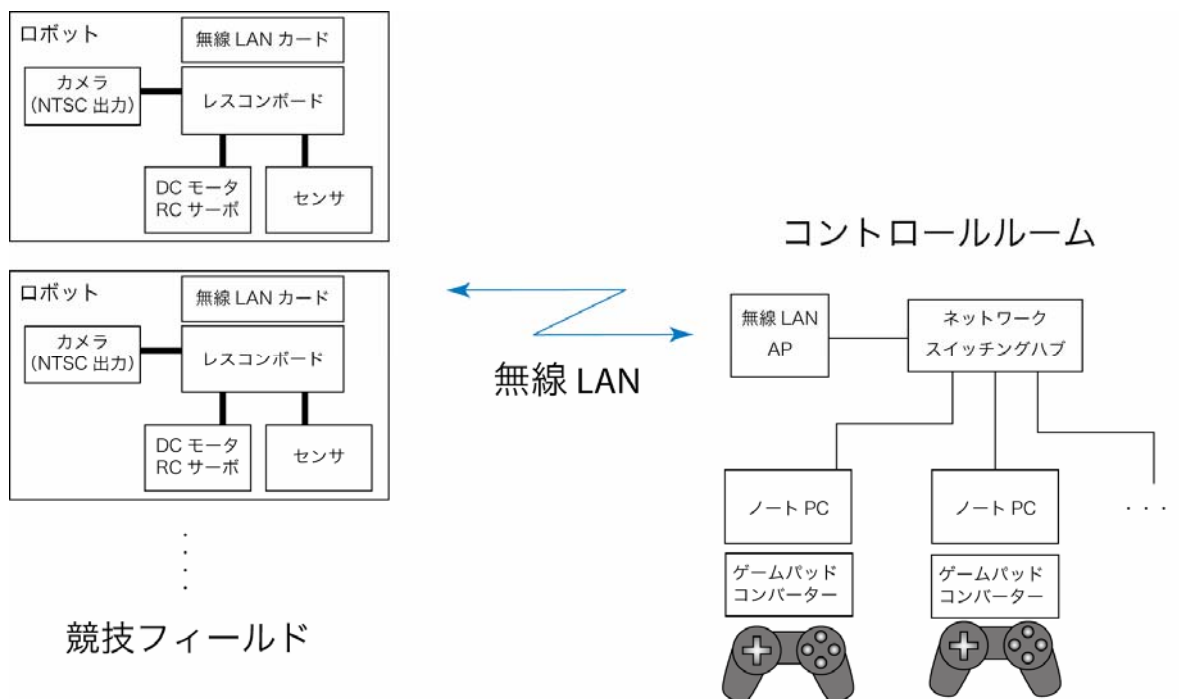 ロボット
無線 LAN カード
カメラ
(NTSC 出力)
レスコンボード
DC モータ
RC サーボ
センサ
ロボット
無線 LAN カード
カメラ
(NTSC 出力)
レスコンボード
DC モータ
RC サーボ
センサ
競技フィールド
無線 LAN
コントロールルーム
無線 LAN
AP
ネットワーク
スイッチングハブ
ノート PC
ノート PC
・・・
ゲームパッド
コンバーター
ゲームパッド
コンバーター